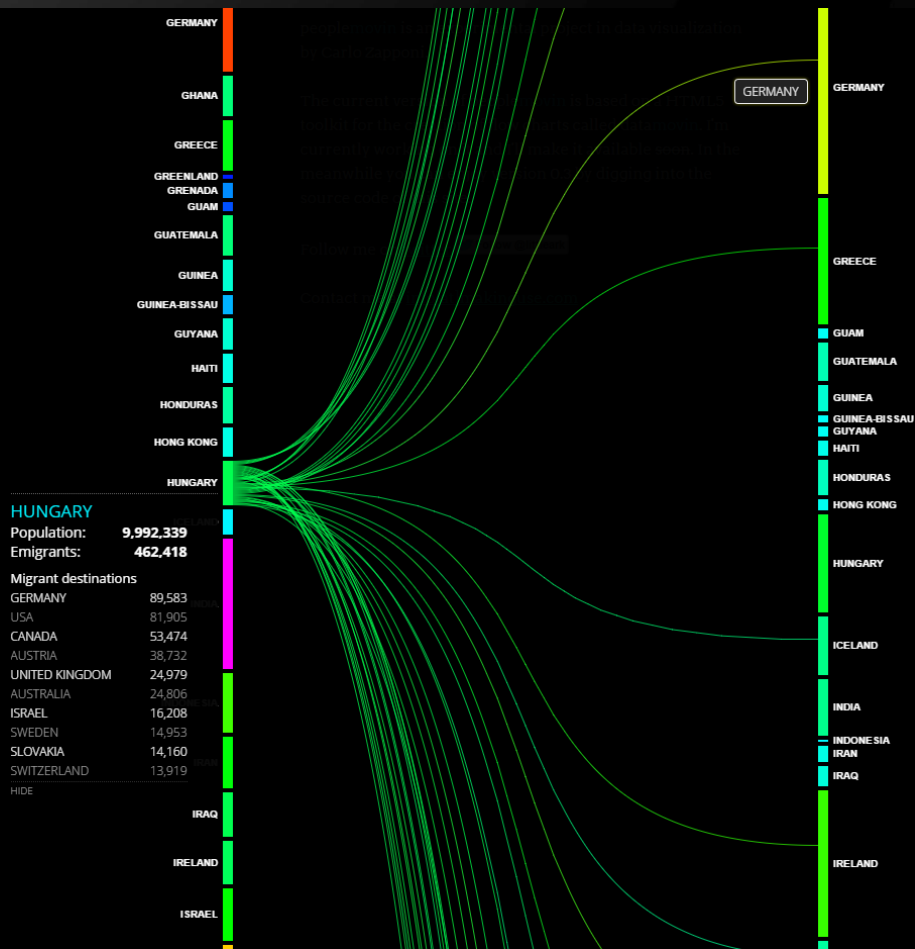 GERMANY
GHANA
GREECE
GREENLAND
GRENADA
GUAM
GUATEMALA
GUINEA
GUINEA-BISSAU
GUYANA
HAITI
HONDURAS
HONG KONG
HUNGARY
HUNGARY
Population: 9,992,339
Emigrants: 462,418
Migrant destinations
GERMANY 89,583
USA 81,905
CANADA 53,474
AUSTRIA 38,732
UNITED KINGDOM 24,979
AUSTRALIA 24,806
ISRAEL 16,208
SWEDEN 14,953
SLOVAKIA 14,160
SWITZERLAND 13,919
HIDE
IRAQ
IRELAND
ISRAEL
GERMANY
GERMANY
GREECE
GUAM
GUATEMALA
GUINEA
GUINEA-BISSAU
GUYANA
HAITI
HONDURAS
HONG KONG
HUNGARY
ICELAND
INDIA
INDONESIA
IRAN
IRAQ
IRELAND